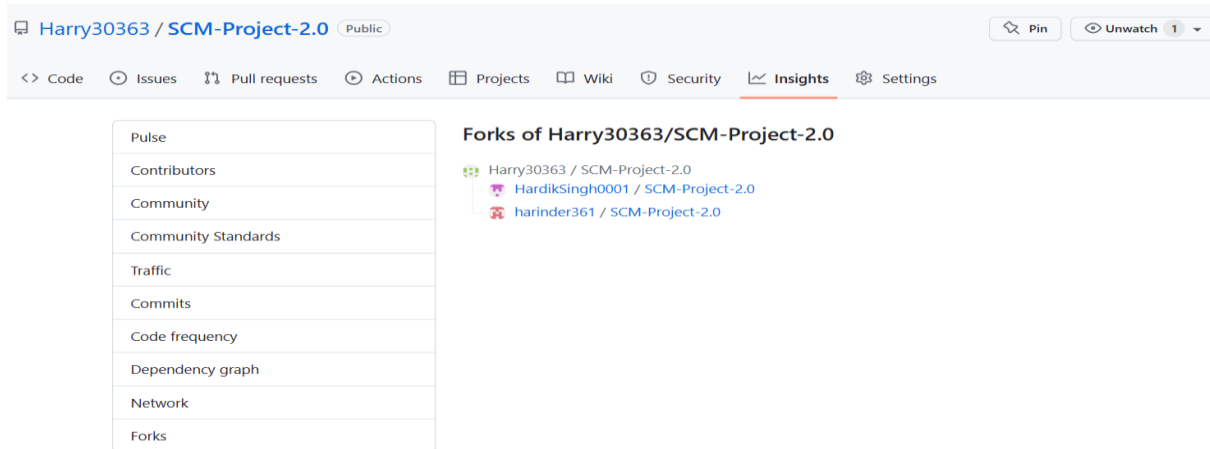 Harry30363 / SCM-Project-2.0 Public
Pin
Unwatch 1
<> Code Issues Pull requests Actions Projects Wiki Security Insights Settings
Pulse
Contributors
Community
Community Standards
Traffic
Commits
Code frequency
Dependency graph
Network
Forks
Forks of Harry30363/SCM-Project-2.0
Harry30363 / SCM-Project-2.0
HardikSingh0001 / SCM-Project-2.0
harinder361 / SCM-Project-2.0